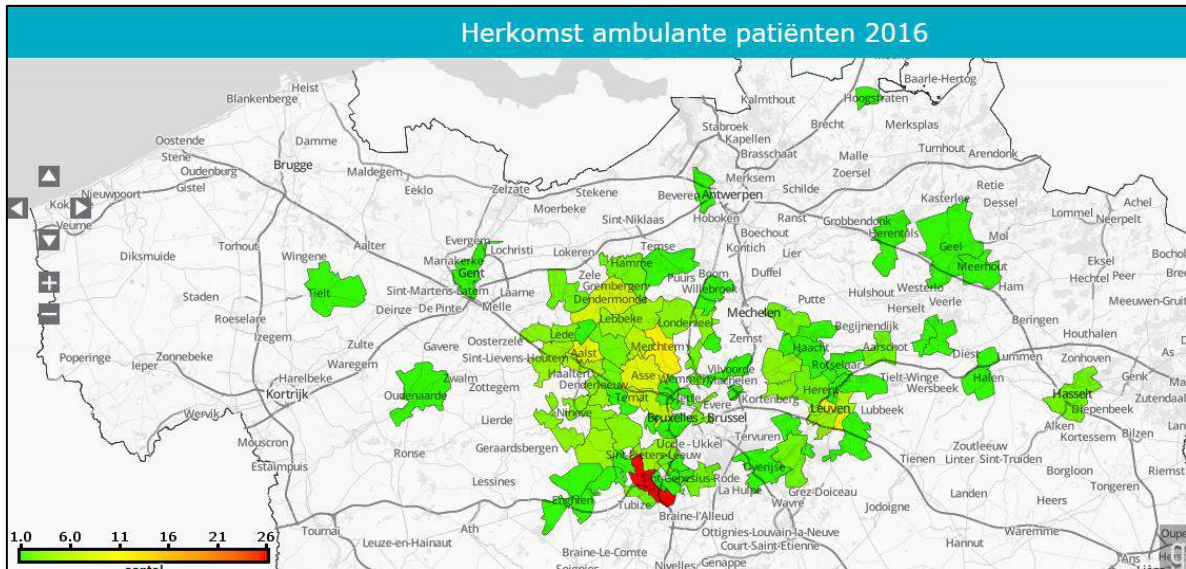 Herkomst ambulante patiënten 2016
Baarle-Hertog
Heist
Blankenberge
Kalmthout
Hoogstraten
Brecht
Merksplas
Stabroek
Kapellen
Brasschaat
Oostende
Damme
Turnhout
Arendonk
Stene
Brugge
Malle
Oudenburg
Maldegem
Zoersel
Gistel
Nieuwpoort
Eeklo
Zelzate
Stekene
Beveren
Merksem
Antwerpen
Schilde
Retie
Kasterlee
Dessel
Achel
Veurne
Moerbeke
Sint-Niklaas
Hoboken
Ranst
Grobbendonk
Lommel
Neerpelt
Torhout
Aalter
Evergem
Lochristi
Lokeren
Temse
Boechout
Herentals
Mol
Kontich
Lier
Geel
Diksmuide
Wingene
Mariakerke
Gent
Hamme
Zele
Puurs
Boom
Duffel
Meerhout
Eksel
Hechtel
Peer
Tielt
Sint-Martens-Latem
Laarne
Grembergen
Willebroek
Hulshout
Westerlo
Ham
Staden
Deinze
De Pinte
Melle
Dendermonde
Mechelen
Putte
Veerle
Herselt
Roeselare
Lebbeke
Londerzeel
Begijnendijk
Beringen
Izegem
Zulte
Gavere
Oosterzele
Lede
Merchtem
Zemst
Haacht
Aarschot
Houthalen
Poperinge
Zonnebeke
Ieper
Waregem
Sint-Lievens-Houtem
Aalst
Rotselaar
Diest
Lummen
Zonhoven
As
Harelbeke
Zwalm
Haaltert
Asse
Wemmel
Vilvoorde
Machelen
Tielt-Winge
Genk
Kortrijk
Oudenaarde
Zottegem
Denderleeuw
Ternat
Herent
Wersbeek
Halen
Hasselt
Zutendaal
Wervik
Lierde
Ninove
Bruxelles - Brüssel
Evere
Kortenberg
Leuven
Lubbeek
Diepenbeek
Mouscron
Geraardsbergen
Uccle - Ukkel
Tervuren
Alken
Kortessem
Bilzen
Estaimpuis
Ronse
Sint-Pieters-Leeuw
Zoutleeuw
Tienen
Linter
Sint-Truiden
Borgloon
Riemst
Lessines
Sint-Genesius-Rode
Overijse
La Hulpe
Grez-Doiceau
Landen
Tongeren
Enghien
Tubize
Wavre
Jodoigne
Heers
Tournai
Ath
Braine-l'Alleud
Ottignies-Louvain-la-Neuve
Waremme
Leuze-en-Hainaut
Braine-Le-Comte
Court-Saint-Etienne
Hannut
Ans
Nivelles
Genappe
1.0 6.0 11 16 21 26